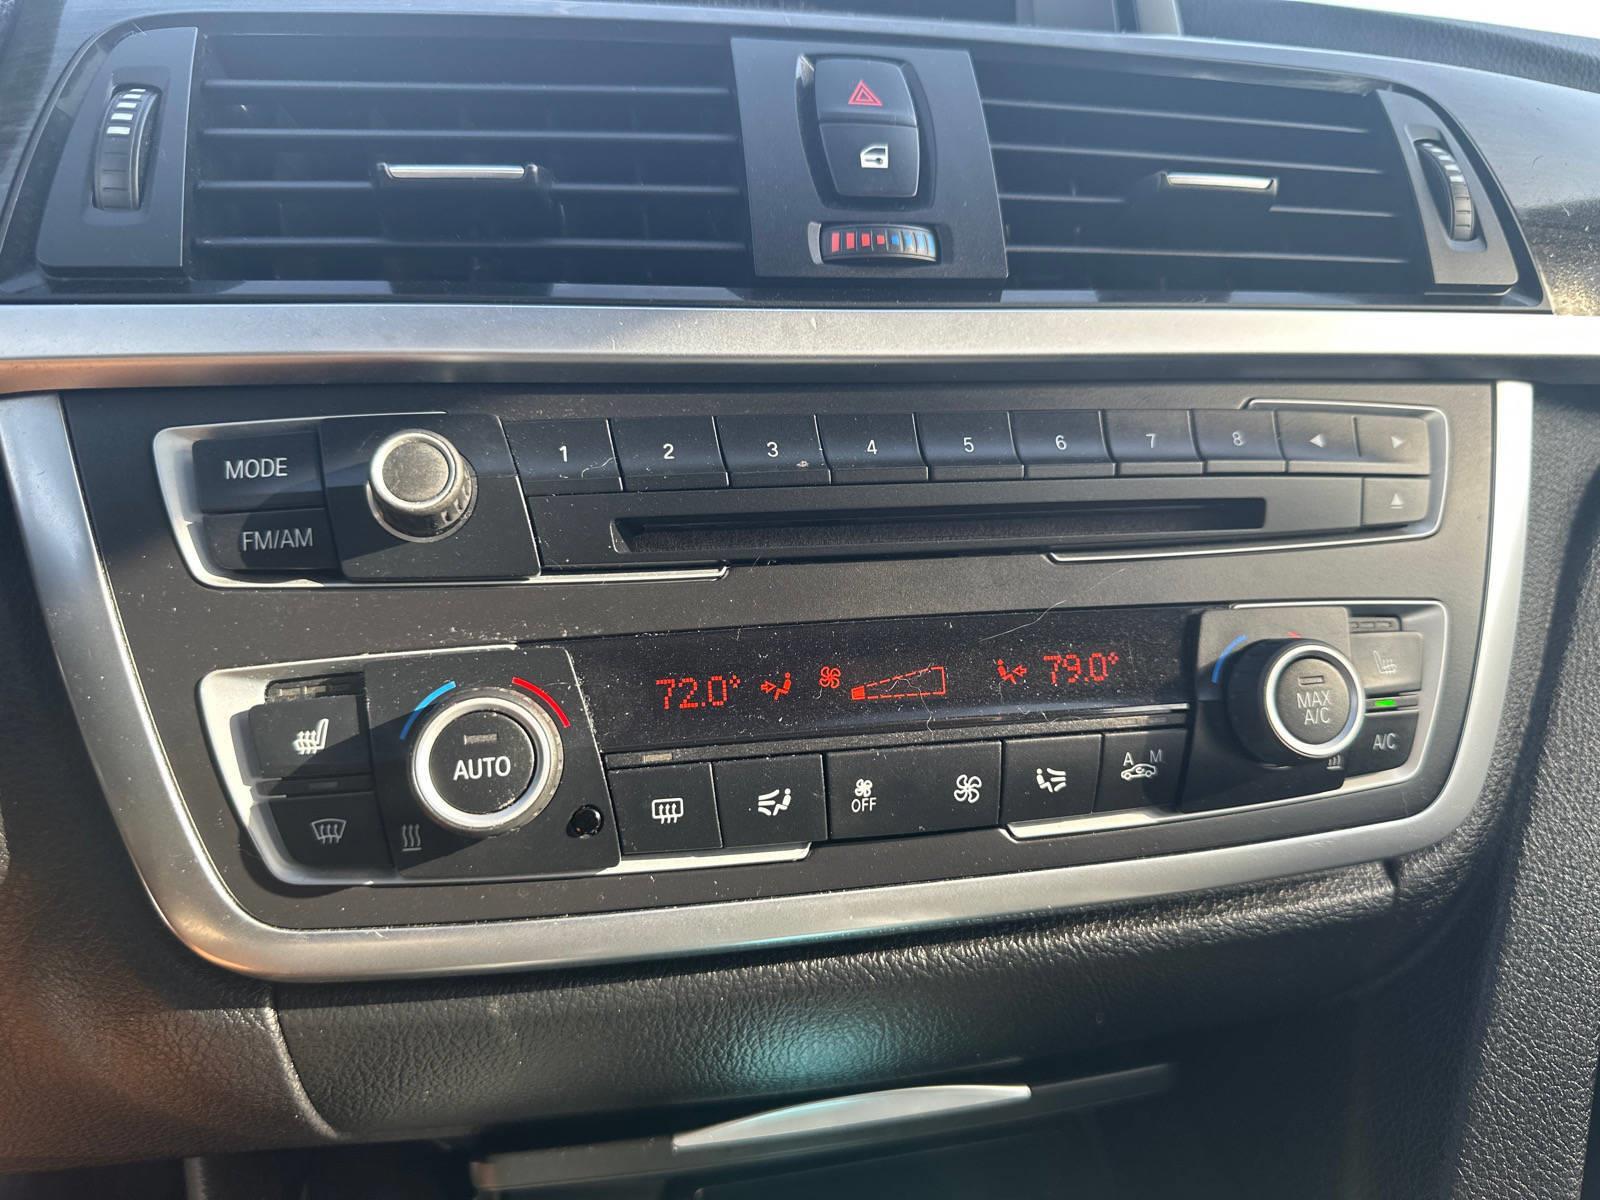 MODE
1 2 3 4 5 6 7 8
FM/AM
72.0° 79.0°
MAX
A/C
AUTO
A/C
OFF
A M